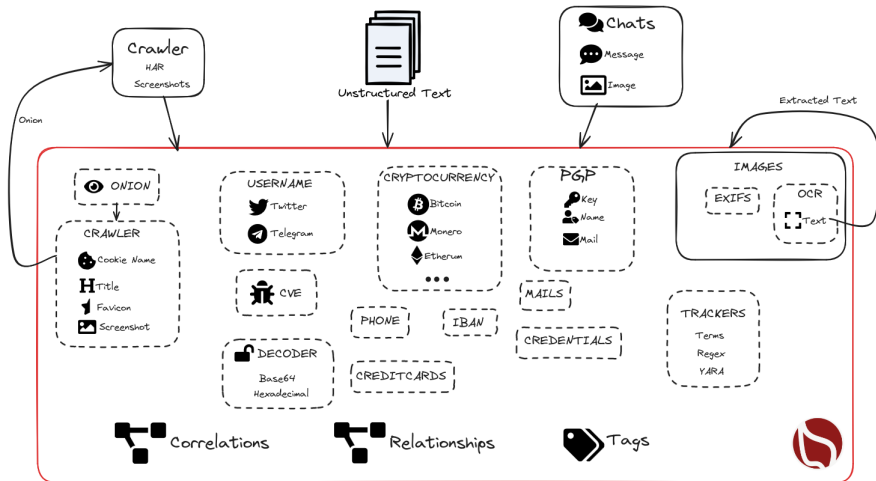 Crawler
HAR
Screenshots
Unstructured Text
Chats
Message
Image
Onion
Extracted Text
ONION
CRAWLER
Cookie Name
Title
Favicon
Screenshot
USERNAME
Twitter
Telegram
CVE
DECODER
Base64
Hexadecimal
CRYPTOCURRENCY
Bitcoin
Monero
Etherum
PHONE
IBAN
CREDITCARDS
PGP
Key
Name
Mail
MAILS
CREDENTIALS
IMAGES
EXIFS
OCR
Text
TRACKERS
Terms
Regex
YARA
Correlations
Relationships
Tags